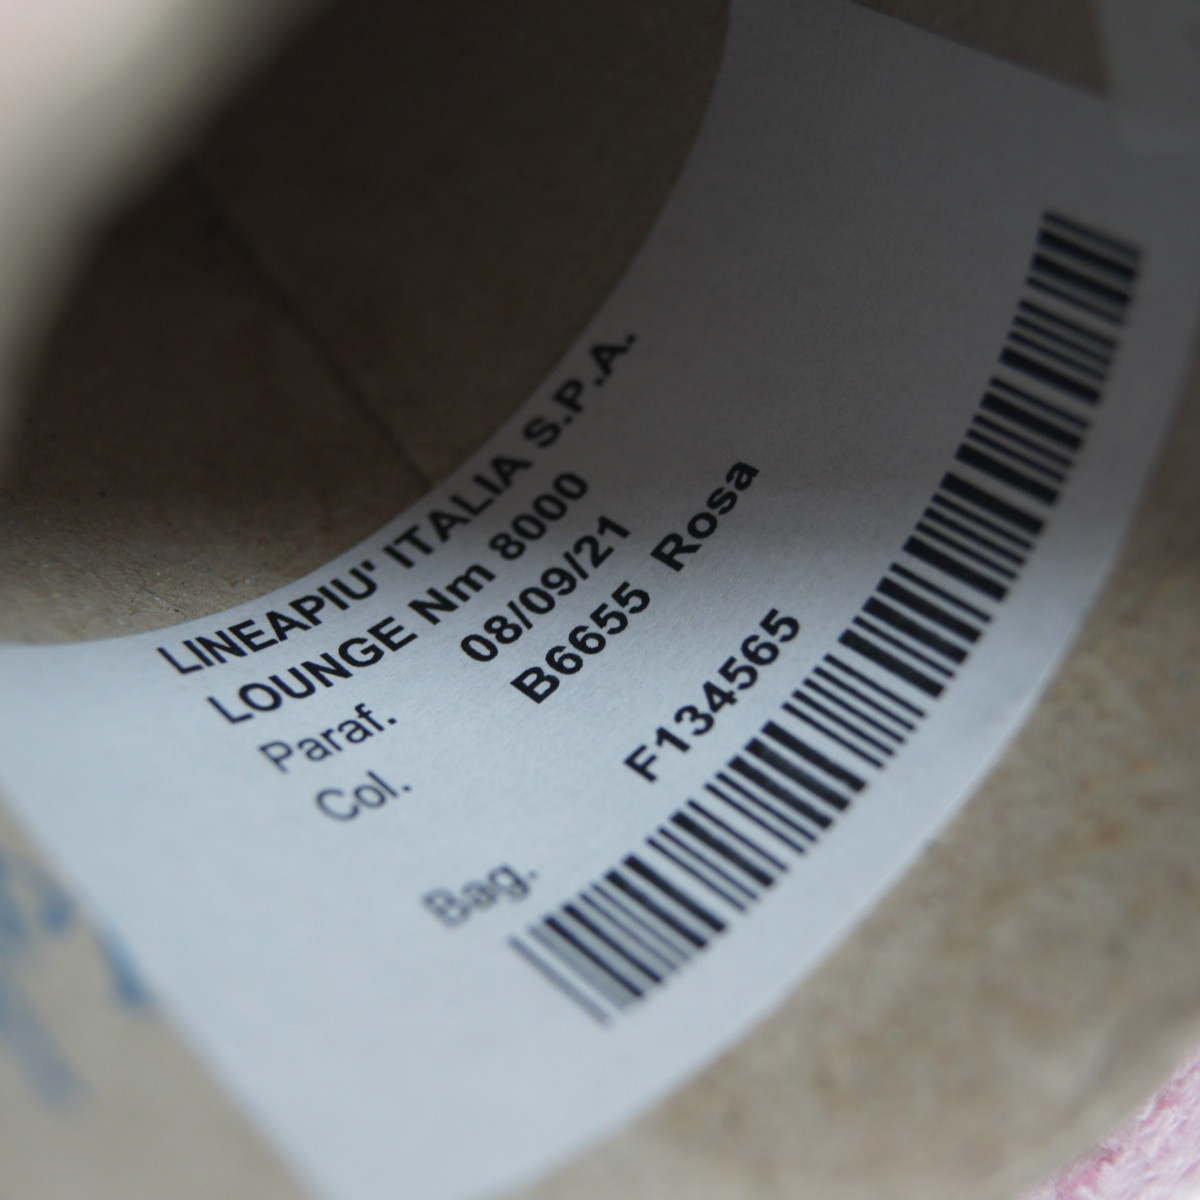 LINEAPIU' ITALIA S.P.A.
LOUNGE Nm 8000
Paraf. 08/09/21
Col. B6655 Rosa
Bag. F134565